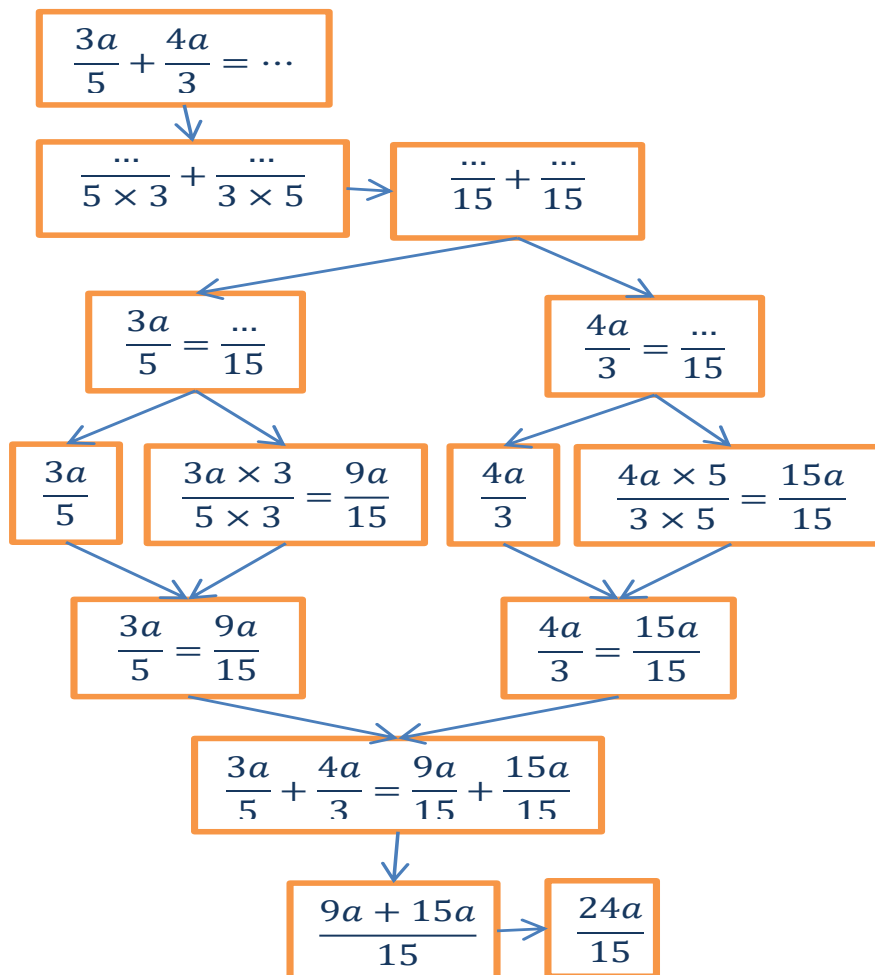 3a/5 + 4a/3 = ⋯
.../(5 × 3) + .../(3 × 5)
.../15 + .../15
3a/5 = .../15
4a/3 = .../15
3a/5
(3a × 3)/(5 × 3) = 9a/15
4a/3
(4a × 5)/(3 × 5) = 15a/15
3a/5 = 9a/15
4a/3 = 15a/15
3a/5 + 4a/3 = 9a/15 + 15a/15
(9a + 15a)/15
24a/15